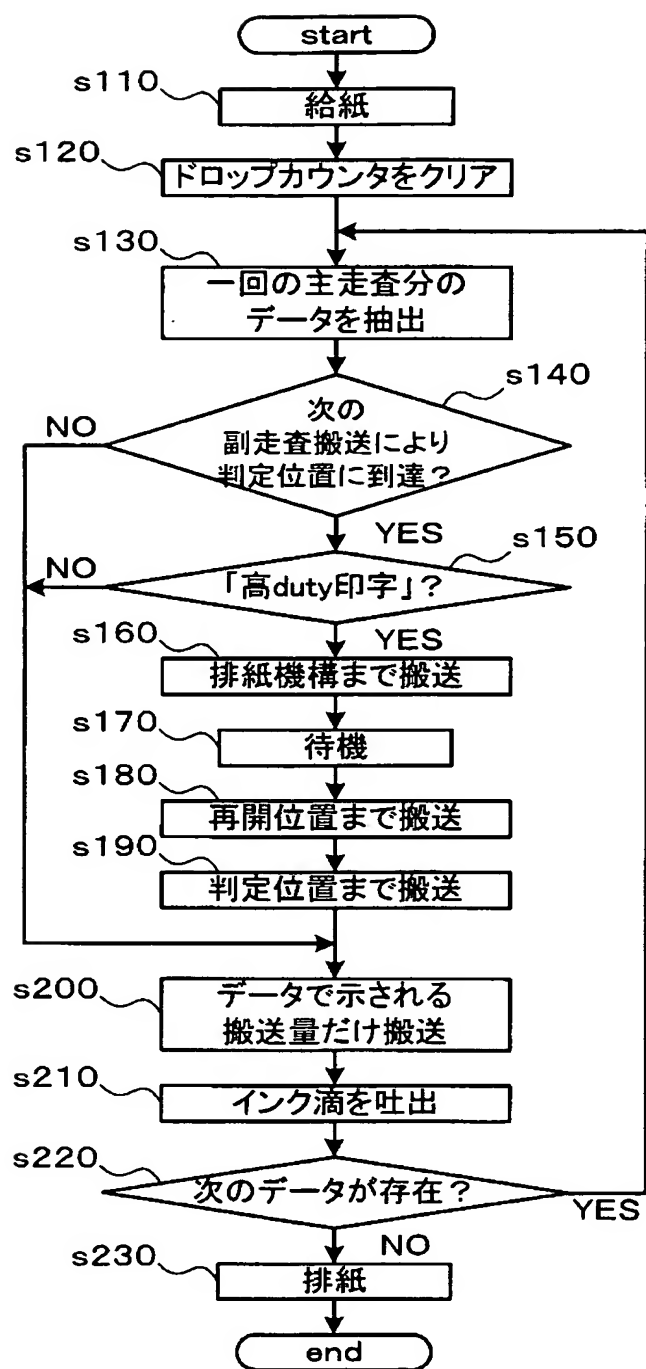 start
s110
給紙
s120
ドロップカウンタをクリア
s130
一回の主走査分の
データを抽出
s140
次の
副走査搬送により
判定位置に到達？
NO
YES
s150
「高duty印字」？
NO
YES
s160
排紙機構まで搬送
s170
待機
s180
再開位置まで搬送
s190
判定位置まで搬送
s200
データで示される
搬送量だけ搬送
s210
インク滴を吐出
s220
次のデータが存在？
YES
NO
s230
排紙
end